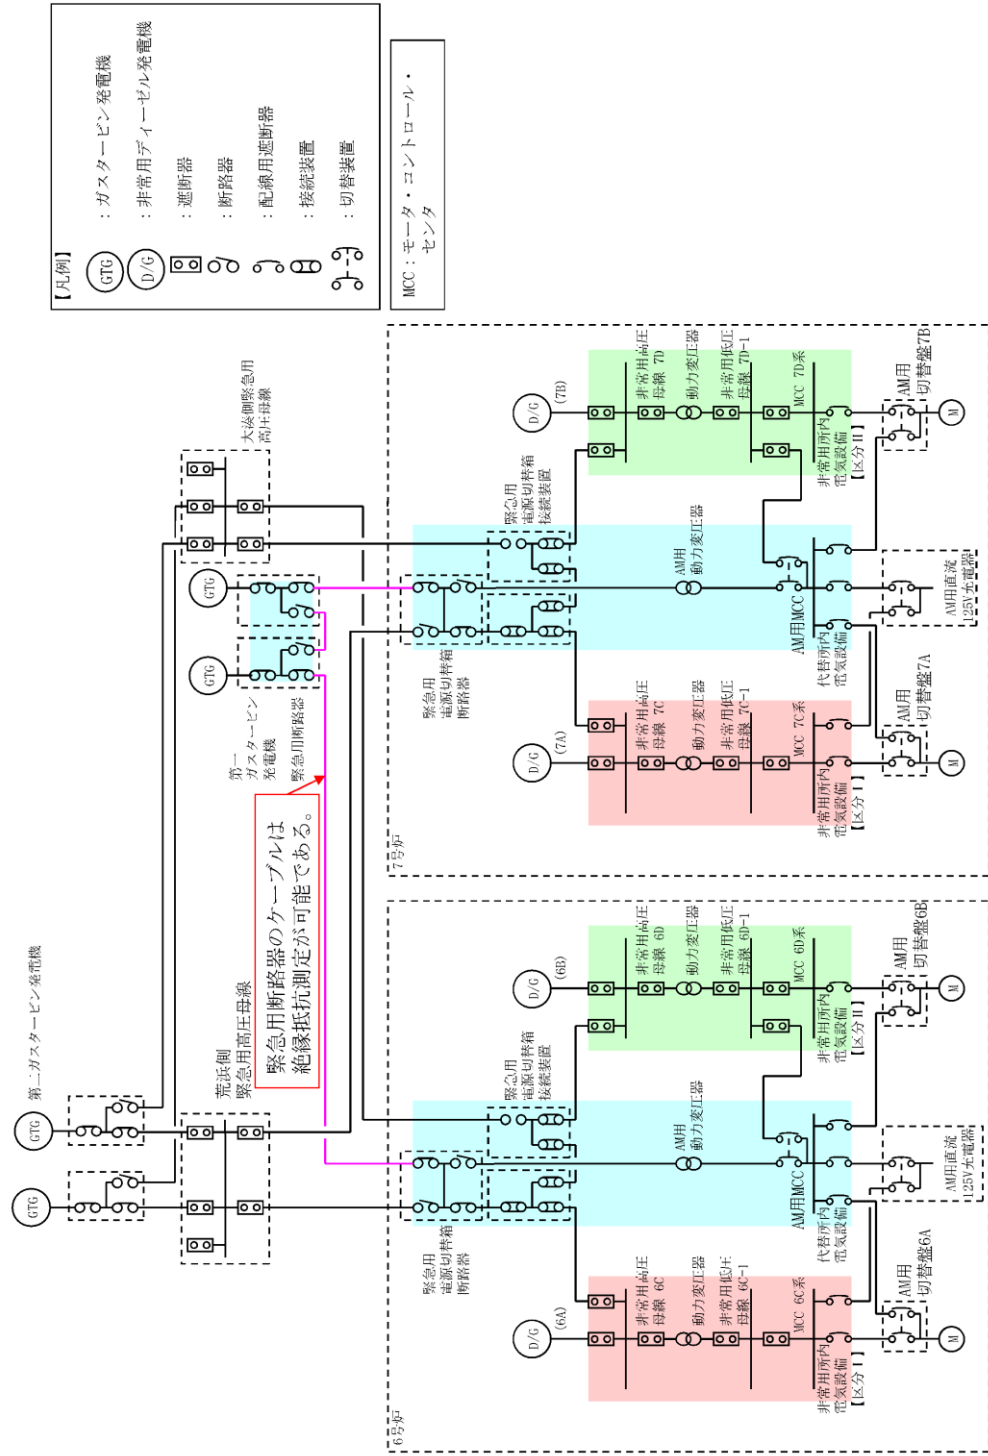 【凡例】
GTG
：ガスタービン発電機
D/G
：非常用ディーゼル発電機
：遮断器
：断路器
：配線用遮断器
：接続装置
：切替装置
MCC：モータ・コントロール・
センタ
第二ガスタービン発電機
GTG
GTG
荒浜側
緊急用高圧母線
大湊側緊急用
高圧母線
GTG
GTG
第一
ガスタービン
発電機
緊急用断路器
緊急用断路器のケーブルは
絶縁抵抗測定が可能である。
6号炉
緊急用
電源切替箱
断路器
緊急用
電源切替箱
接続装置
D/G
(6A)
D/G
(6B)
非常用高圧
母線 6C
動力変圧器
非常用低圧
母線 6C-1
MCC 6C系
非常用所内
電気設備
【区分Ⅰ】
AM用
動力変圧器
AM用MCC
代替所内
電気設備
非常用高圧
母線 6D
動力変圧器
非常用低圧
母線 6D-1
MCC 6D系
非常用所内
電気設備
【区分Ⅱ】
AM用
切替盤6A
M
AM用直流
125V充電器
AM用
切替盤6B
M
7号炉
緊急用
電源切替箱
断路器
緊急用
電源切替箱
接続装置
D/G
(7A)
D/G
(7B)
非常用高圧
母線 7C
動力変圧器
非常用低圧
母線 7C-1
MCC 7C系
非常用所内
電気設備
【区分Ⅰ】
AM用
動力変圧器
AM用MCC
代替所内
電気設備
非常用高圧
母線 7D
動力変圧器
非常用低圧
母線 7D-1
MCC 7D系
非常用所内
電気設備
【区分Ⅱ】
AM用
切替盤7A
M
AM用直流
125V充電器
AM用
切替盤7B
M